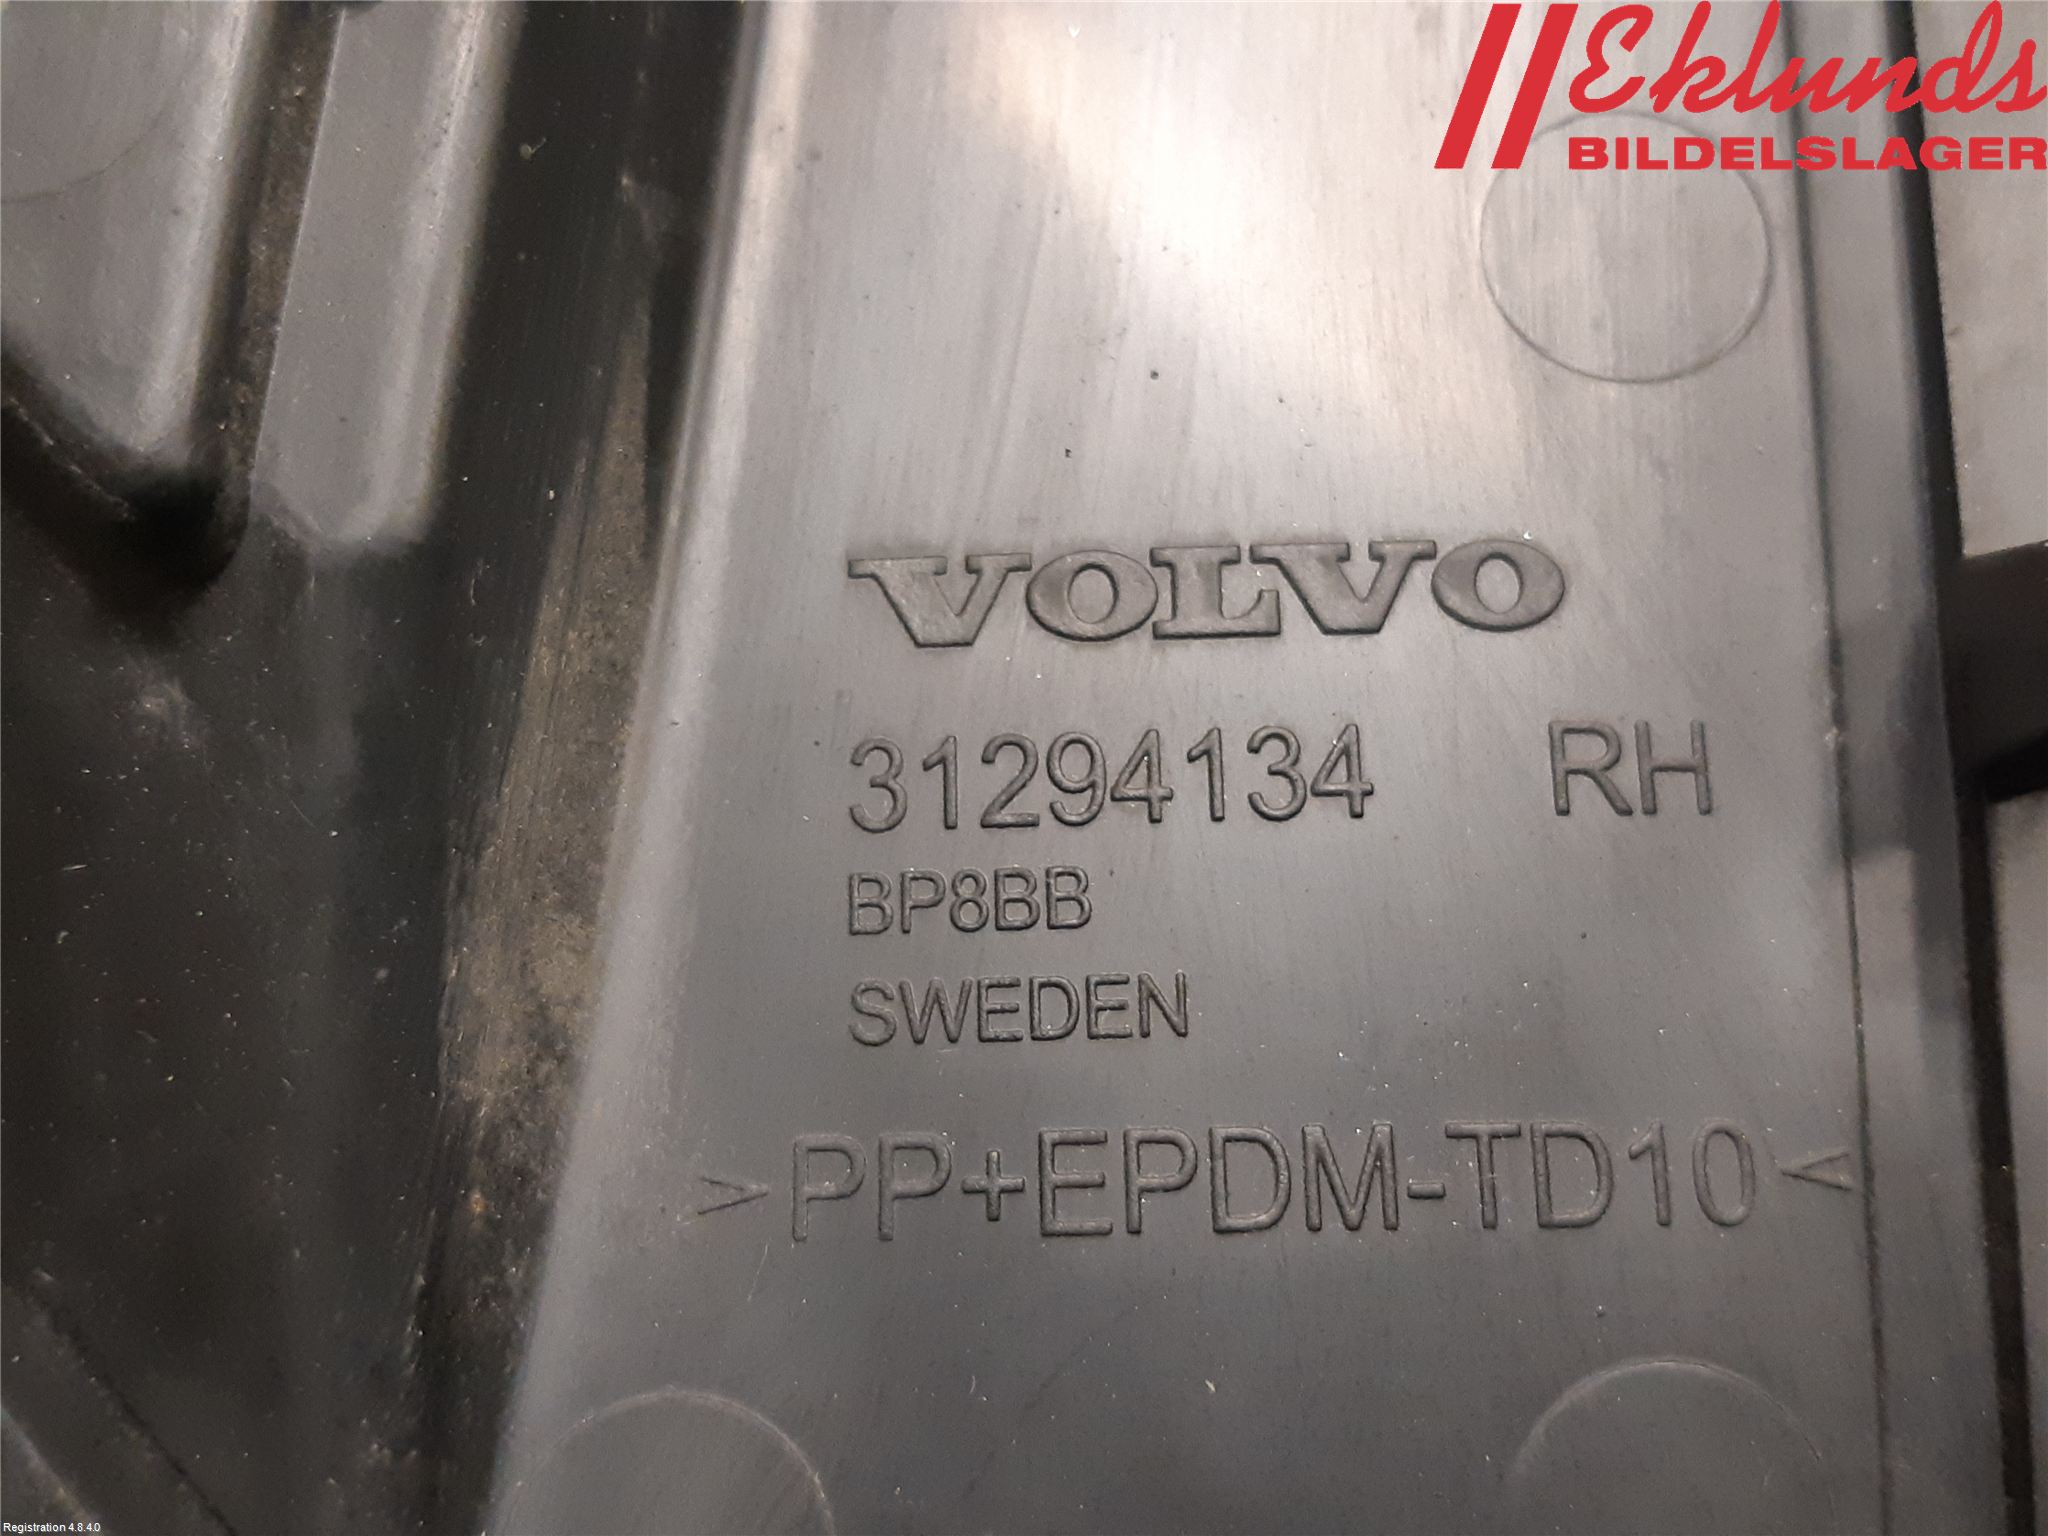 Eklunds
BILDELSLAGER
VOLVO
31294134 RH
BP8BB
SWEDEN
>PP+EPDM-TD10<
Registration 4.8.4.0